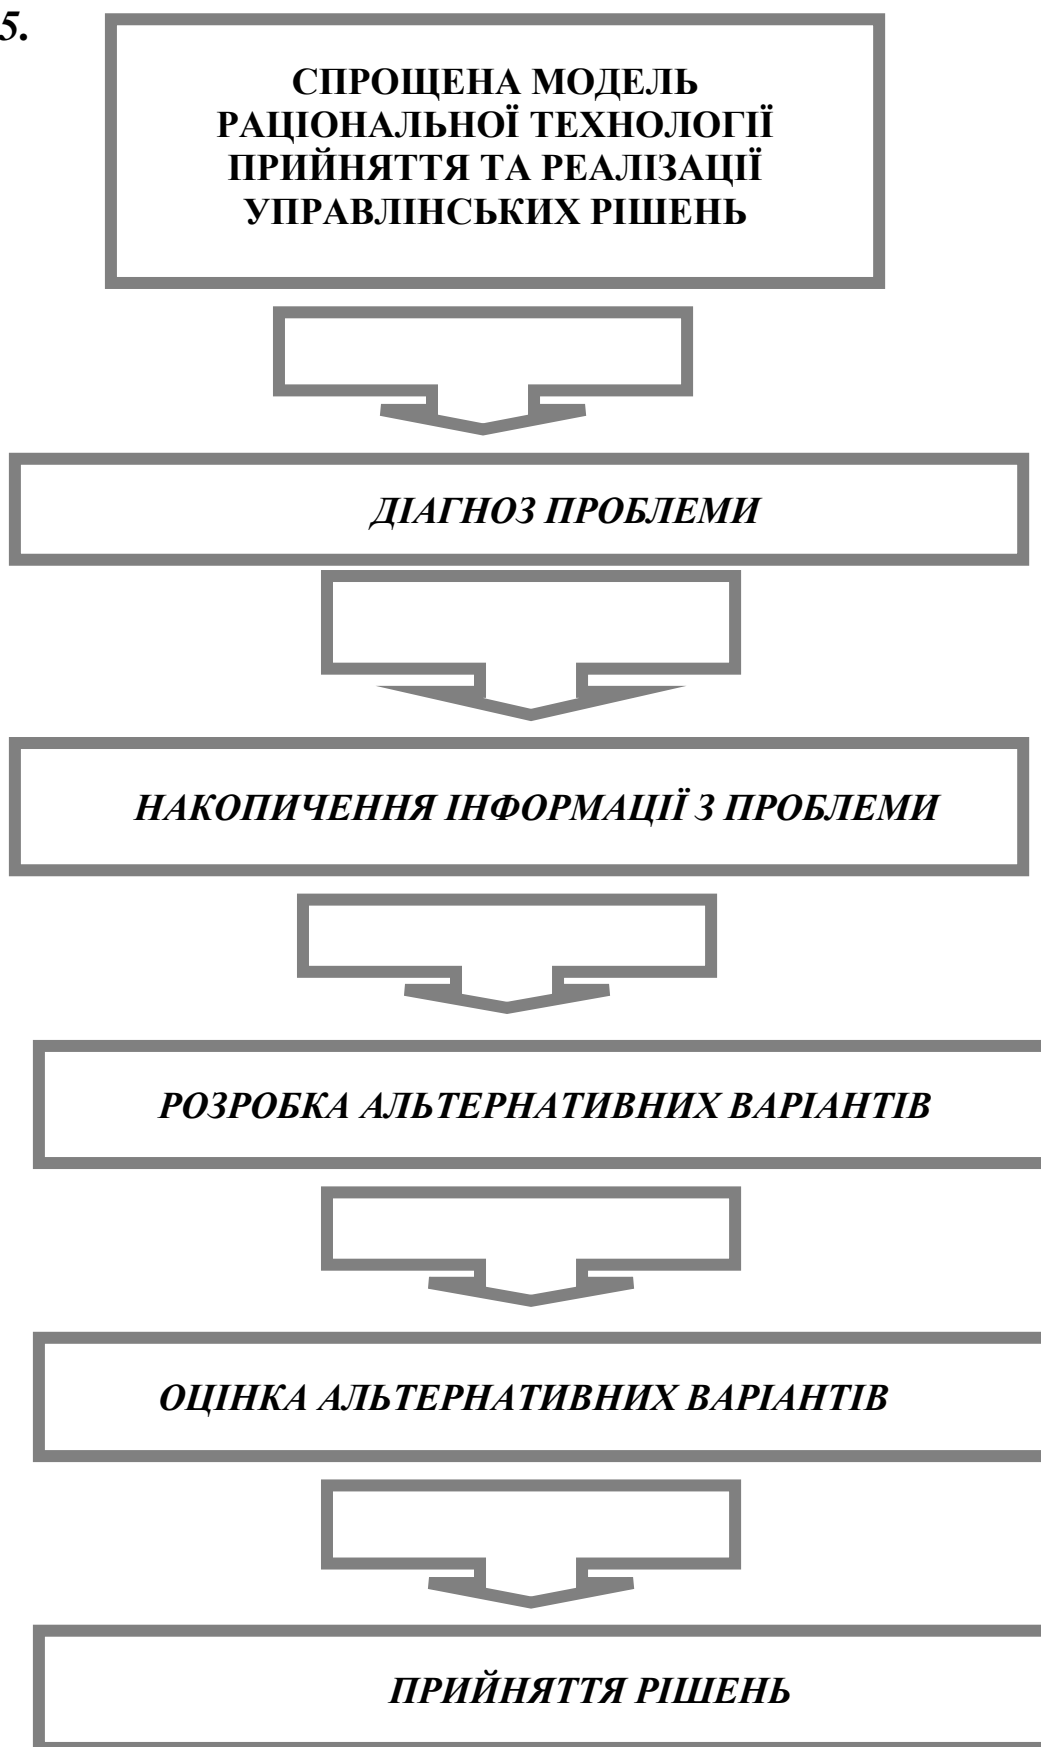 5.
СПРОЩЕНА МОДЕЛЬ
РАЦІОНАЛЬНОЇ ТЕХНОЛОГІЇ
ПРИЙНЯТТЯ ТА РЕАЛІЗАЦІЇ
УПРАВЛІНСЬКИХ РІШЕНЬ
ДІАГНОЗ ПРОБЛЕМИ
НАКОПИЧЕННЯ ІНФОРМАЦІЇ З ПРОБЛЕМИ
РОЗРОБКА АЛЬТЕРНАТИВНИХ ВАРІАНТІВ
ОЦІНКА АЛЬТЕРНАТИВНИХ ВАРІАНТІВ
ПРИЙНЯТТЯ РІШЕНЬ